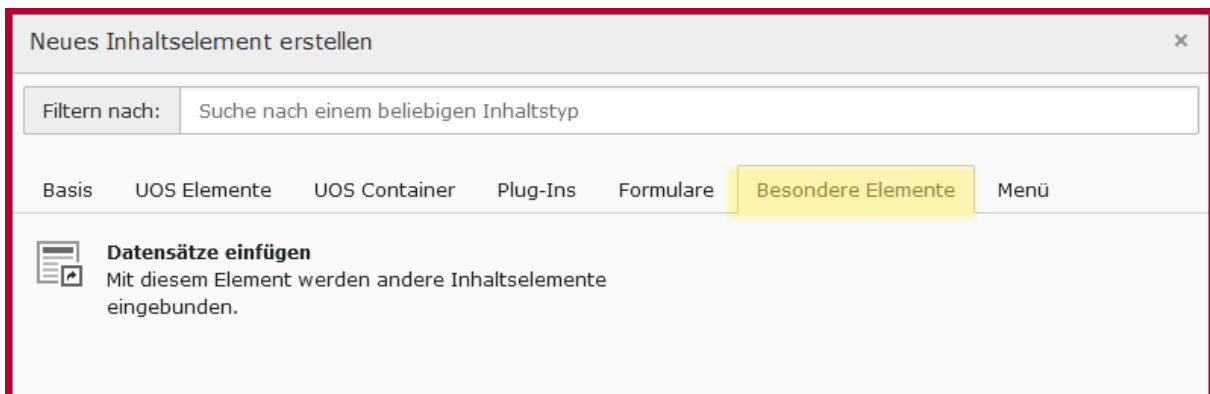 Neues Inhaltselement erstellen ×
Filtern nach: Suche nach einem beliebigen Inhaltstyp
Basis UOS Elemente UOS Container Plug-Ins Formulare Besondere Elemente Menü
Datensätze einfügen
Mit diesem Element werden andere Inhaltselemente
eingebunden.